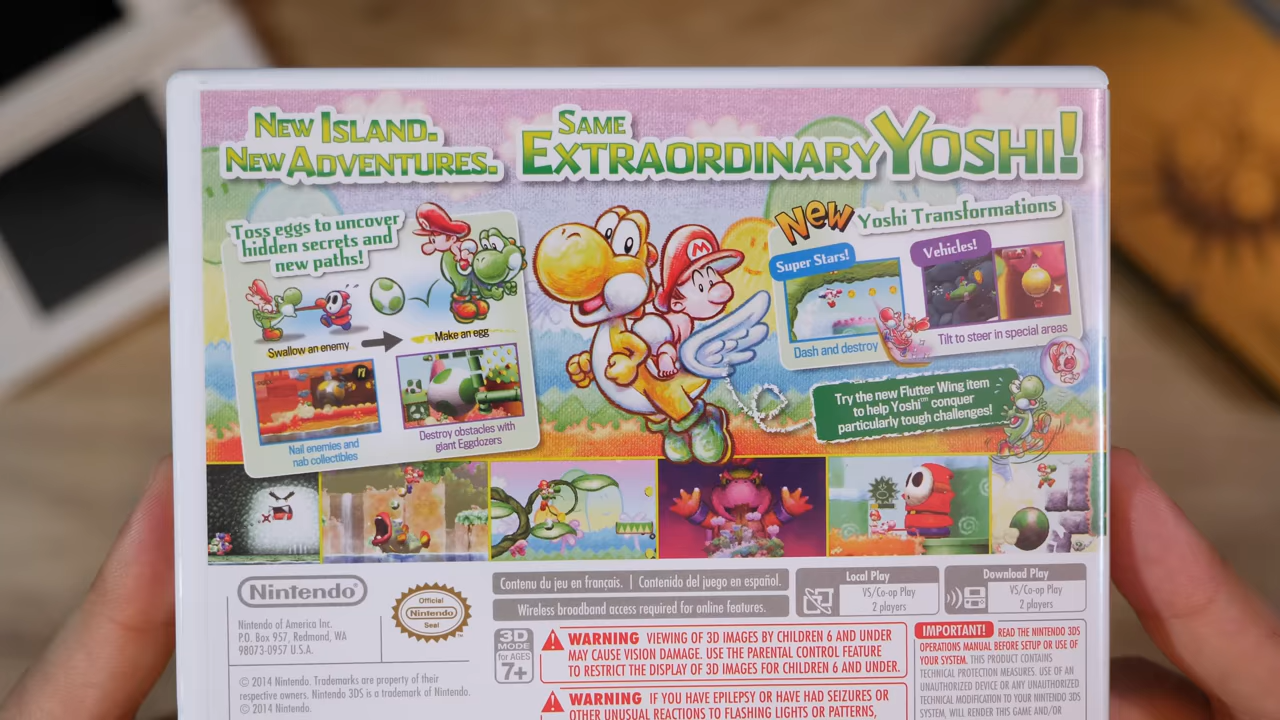 NEW ISLAND.
NEW ADVENTURES.
SAME
EXTRAORDINARY YOSHI!
Toss eggs to uncover
hidden secrets and
new paths!
Swallow an enemy
Make an egg
Nail enemies and
nab collectibles
Destroy obstacles with
giant Eggdozers
M
NEW Yoshi Transformations
Super Stars!
Vehicles!
Dash and destroy
Tilt to steer in special areas
Try the new Flutter Wing item
to help Yoshi™ conquer
particularly tough challenges!
Nintendo®
Nintendo of America Inc.
P.O. Box 957, Redmond, WA
98073-0957 U.S.A.
Official
Nintendo
Seal
© 2014 Nintendo. Trademarks are property of their
respective owners. Nintendo 3DS is a trademark of Nintendo.
© 2014 Nintendo.
Contenu du jeu en français. | Contenido del juego en español.
Wireless broadband access required for online features.
Local Play
VS/Co-op Play
2 players
Download Play
VS/Co-op Play
2 players
3D
MODE
for AGES
7+
WARNING VIEWING OF 3D IMAGES BY CHILDREN 6 AND UNDER
MAY CAUSE VISION DAMAGE. USE THE PARENTAL CONTROL FEATURE
TO RESTRICT THE DISPLAY OF 3D IMAGES FOR CHILDREN 6 AND UNDER.
WARNING IF YOU HAVE EPILEPSY OR HAVE HAD SEIZURES OR
OTHER UNUSUAL REACTIONS TO FLASHING LIGHTS OR PATTERNS,
IMPORTANT! READ THE NINTENDO 3DS
OPERATIONS MANUAL BEFORE SETUP OR USE OF
YOUR SYSTEM. THIS PRODUCT CONTAINS
TECHNICAL PROTECTION MEASURES. USE OF AN
UNAUTHORIZED DEVICE OR ANY UNAUTHORIZED
TECHNICAL MODIFICATION TO YOUR NINTENDO 3DS
SYSTEM, WILL RENDER THIS GAME AND/OR